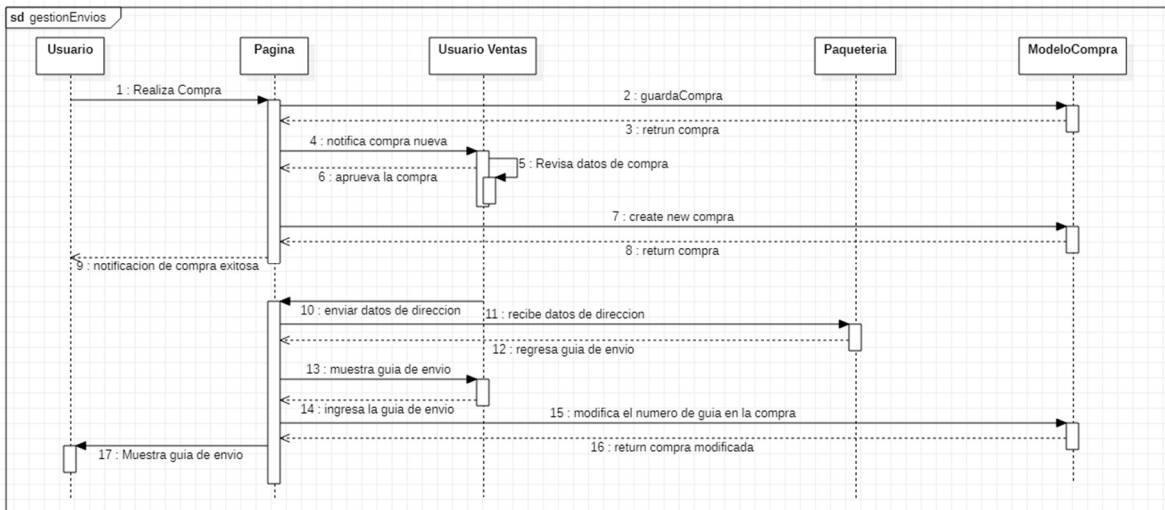 sd gestionEnvios
Usuario
Pagina
Usuario Ventas
Paqueteria
ModeloCompra
1 : Realiza Compra
2 : guardaCompra
3 : retrun compra
4 : notifica compra nueva
5 : Revisa datos de compra
6 : aprueva la compra
7 : create new compra
8 : return compra
9 : notificacion de compra exitosa
10 : enviar datos de direccion
11 : recibe datos de direccion
12 : regresa guia de envio
13 : muestra guia de envio
14 : ingresa la guia de envio
15 : modifica el numero de guia en la compra
16 : return compra modificada
17 : Muestra guia de envio